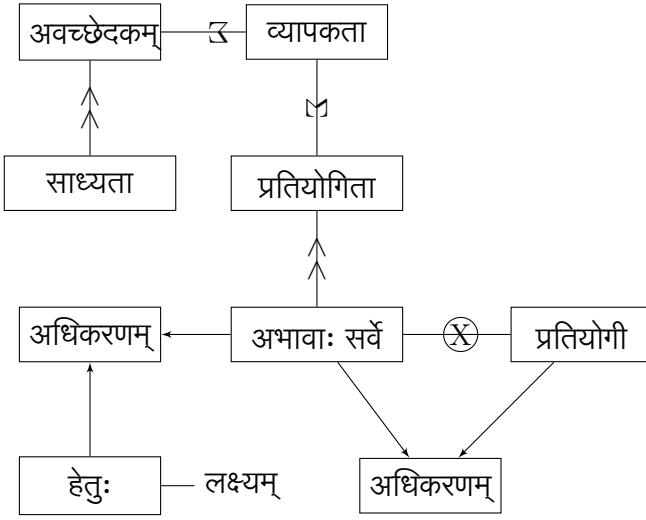 अवच्छेदकम् व्यापकता
साध्यता प्रतियोगिता
अधिकरणम् अभावाः सर्वे X प्रतियोगी
हेतुः लक्ष्यम् अधिकरणम्